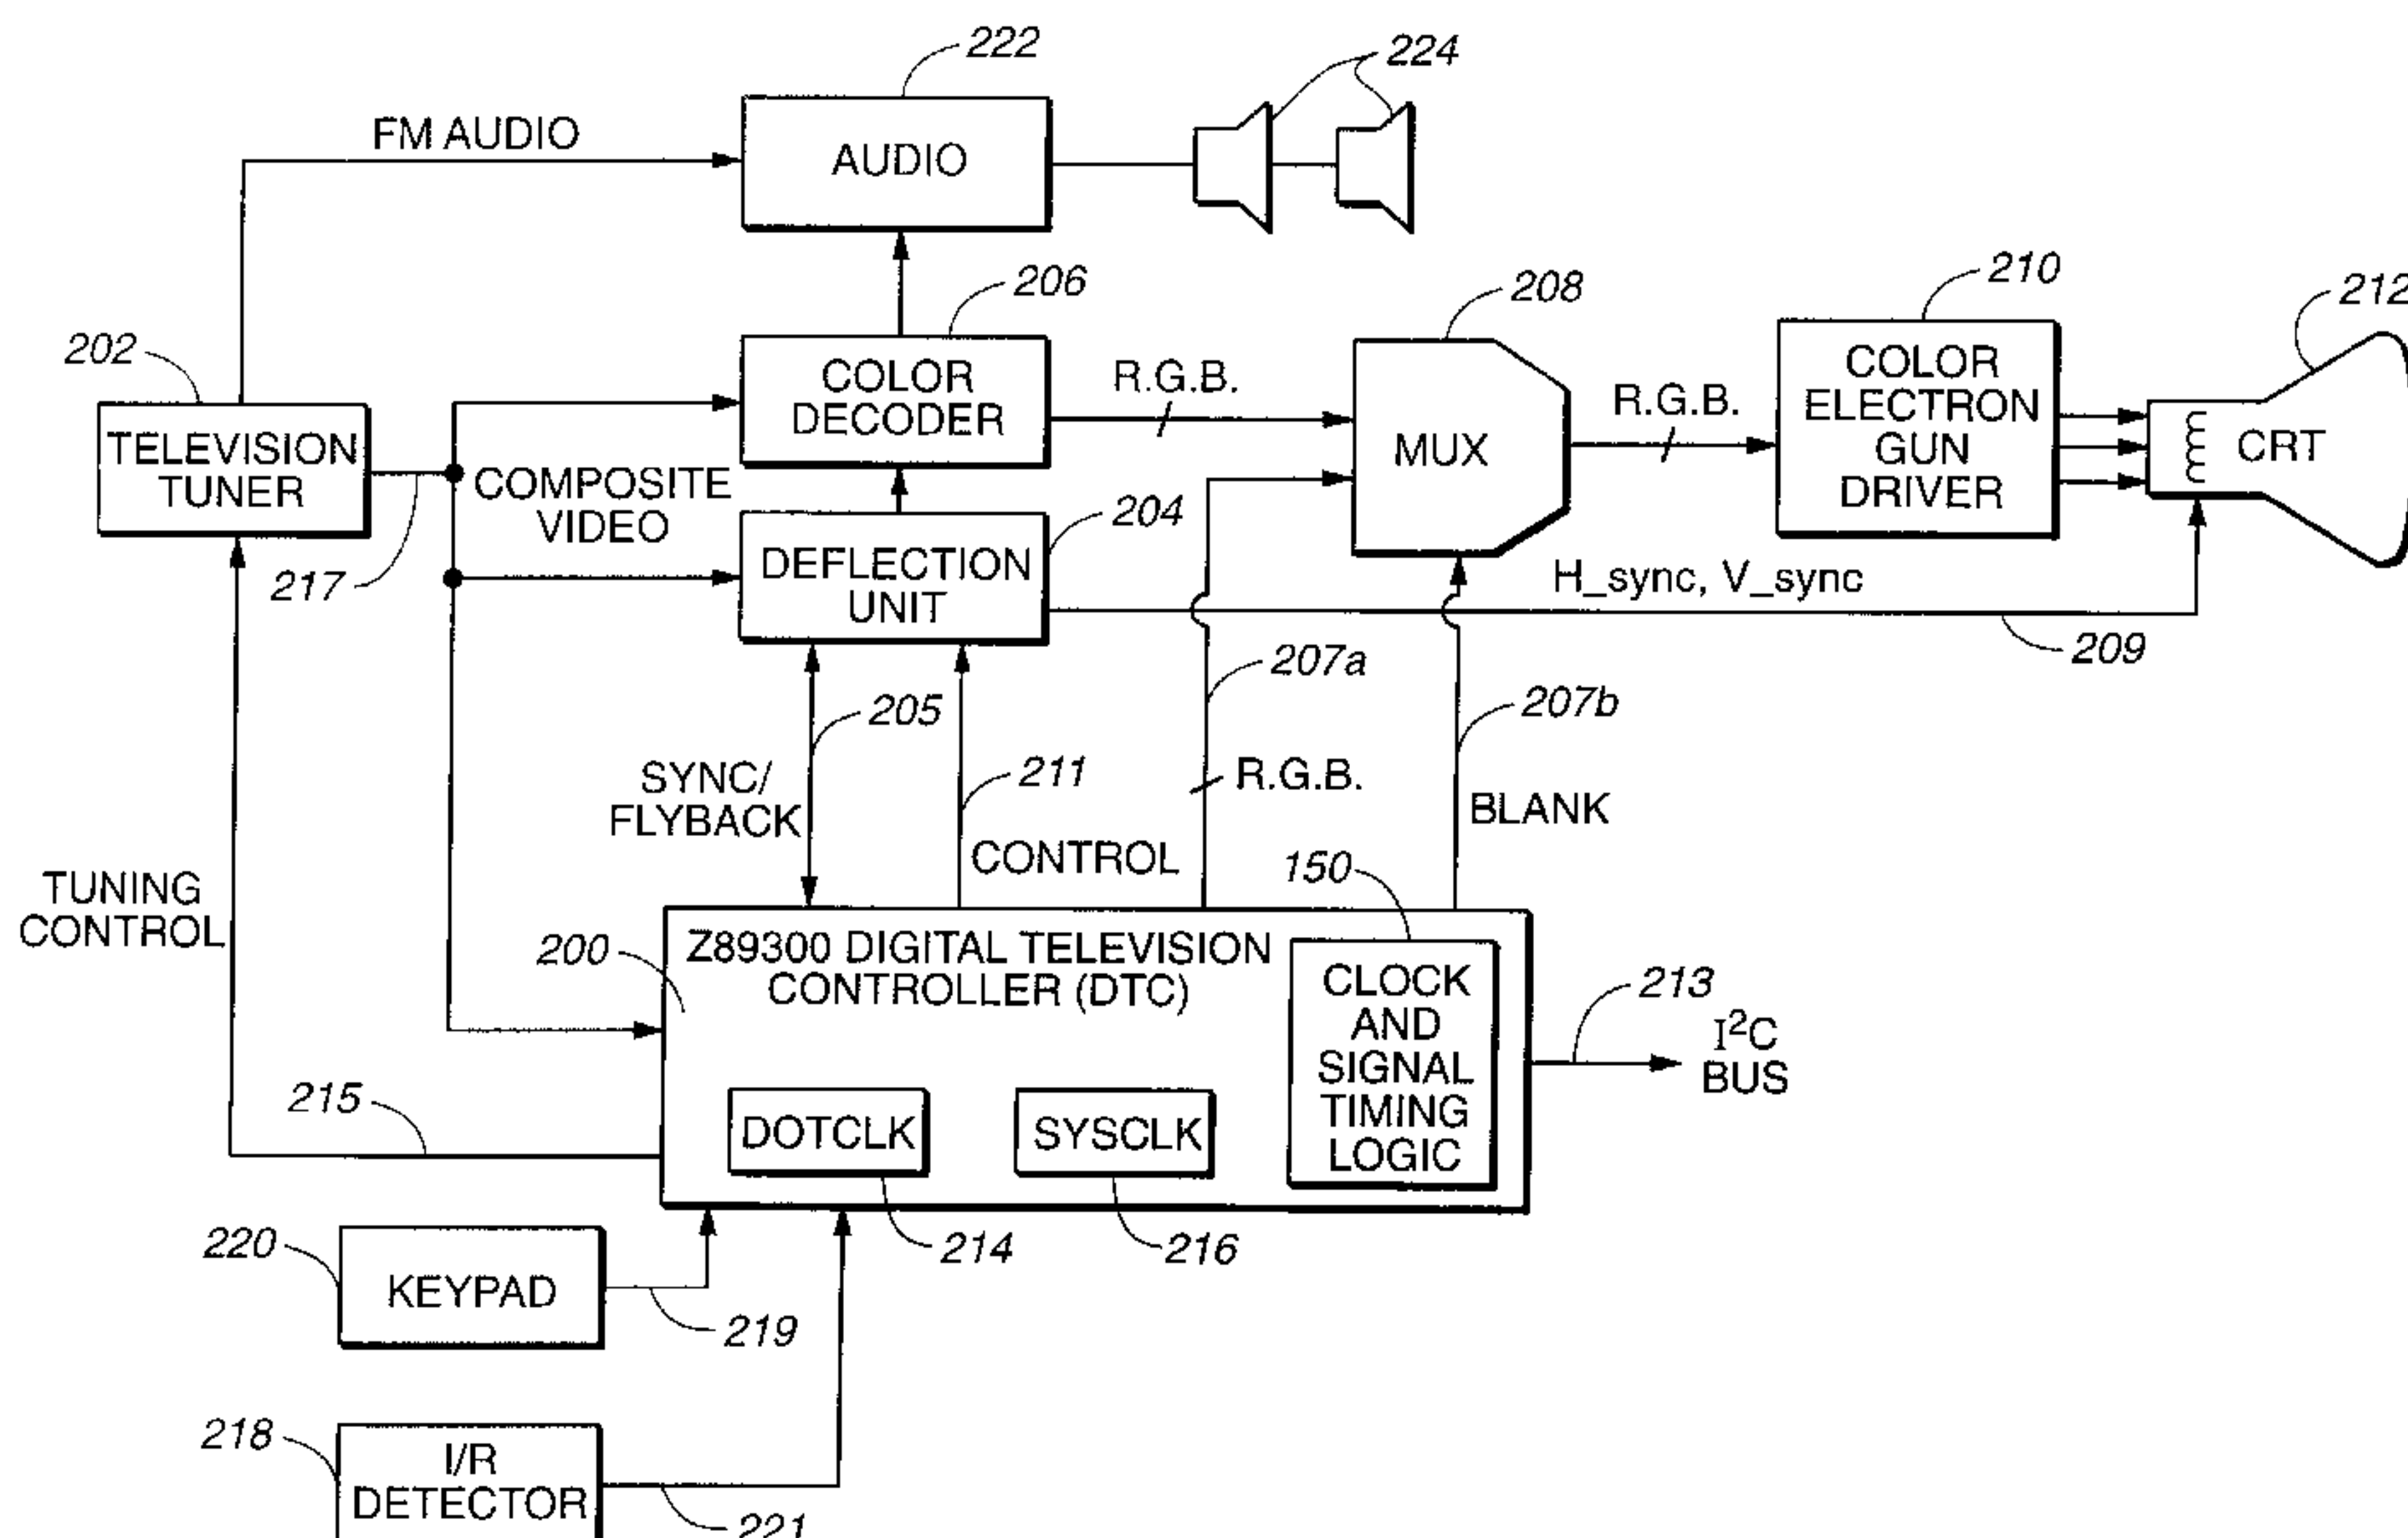 222
224
FM AUDIO
AUDIO
206
208
210
212
202
COLOR
DECODER
R.G.B.
MUX
R.G.B.
COLOR
ELECTRON
GUN
DRIVER
CRT
TELEVISION
TUNER
COMPOSITE
VIDEO
204
217
DEFLECTION
UNIT
H_sync, V_sync
209
207a
207b
205
211
SYNC/
FLYBACK
R.G.B.
BLANK
CONTROL
150
TUNING
CONTROL
200
Z89300 DIGITAL TELEVISION
CONTROLLER (DTC)
CLOCK
AND
SIGNAL
TIMING
LOGIC
213
I²C
BUS
215
DOTCLK
SYSCLK
214
216
220
KEYPAD
219
218
I/R
DETECTOR
221